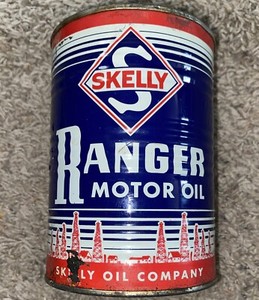 SKELLY
S
RANGER
MOTOR OIL
SKELLY OIL COMPANY